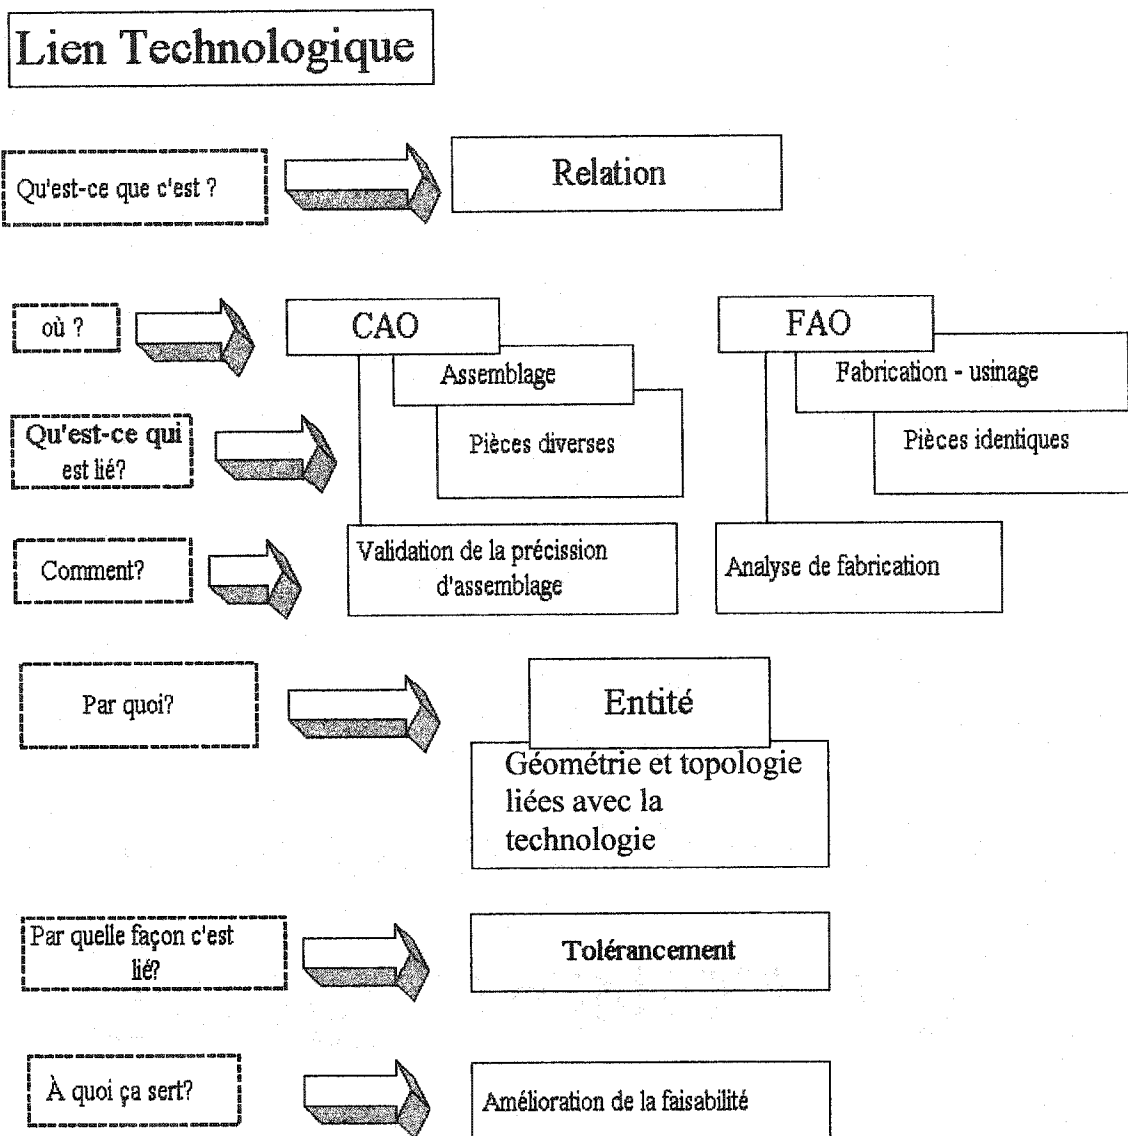 Lien Technologique
Qu'est-ce que c'est ?
Relation
où ?
CAO
FAO
Assemblage
Fabrication - usinage
Qu'est-ce qui
est lié?
Pièces diverses
Pièces identiques
Comment?
Validation de la précission
d'assemblage
Analyse de fabrication
Par quoi?
Entité
Géométrie et topologie
liées avec la
technologie
Par quelle façon c'est
lié?
Tolérancement
À quoi ça sert?
Amélioration de la faisabilité